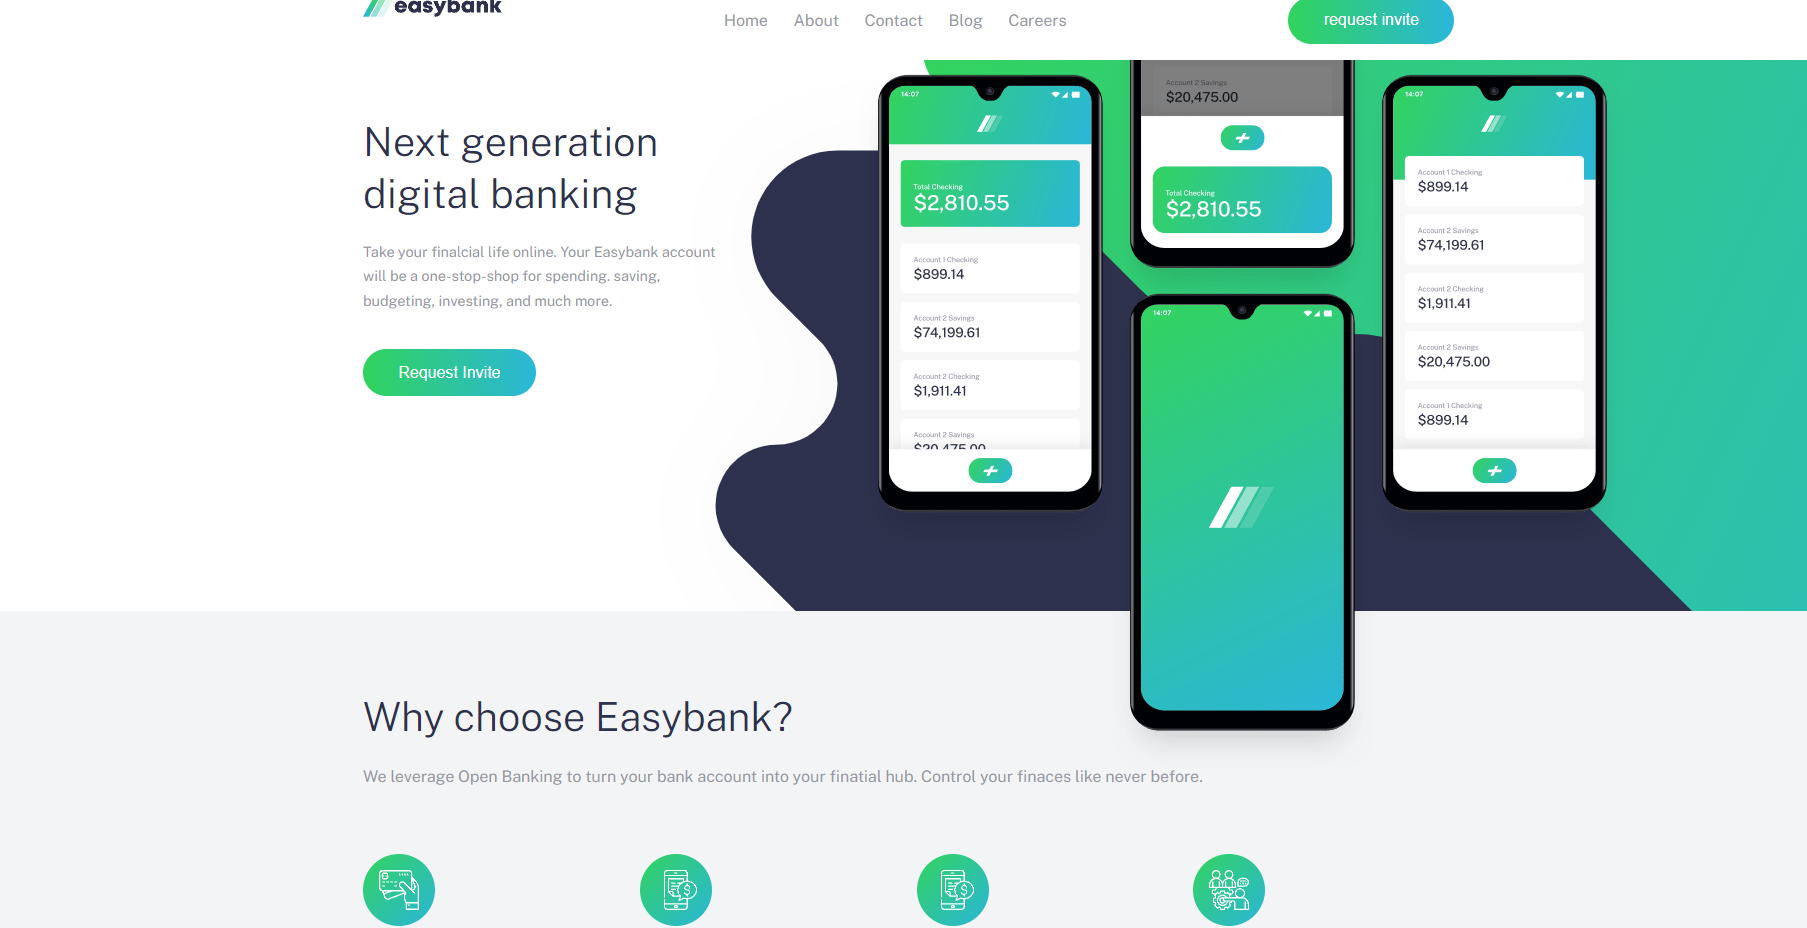 easybank
Home About Contact Blog Careers
request invite
Next generation
digital banking
Take your finalcial life online. Your Easybank account
will be a one-stop-shop for spending. saving,
budgeting, investing, and much more.
Request Invite
14:07
Total Checking
$2,810.55
Account 1 Checking
$899.14
Account 2 Savings
$74,199.61
Account 2 Checking
$1,911.41
Account 2 Savings
$20,475.00
Account 2 Savings
$20,475.00
Total Checking
$2,810.55
14:07
14:07
Account 1 Checking
$899.14
Account 2 Savings
$74,199.61
Account 2 Checking
$1,911.41
Account 2 Savings
$20,475.00
Account 1 Checking
$899.14
Why choose Easybank?
We leverage Open Banking to turn your bank account into your finatial hub. Control your finaces like never before.